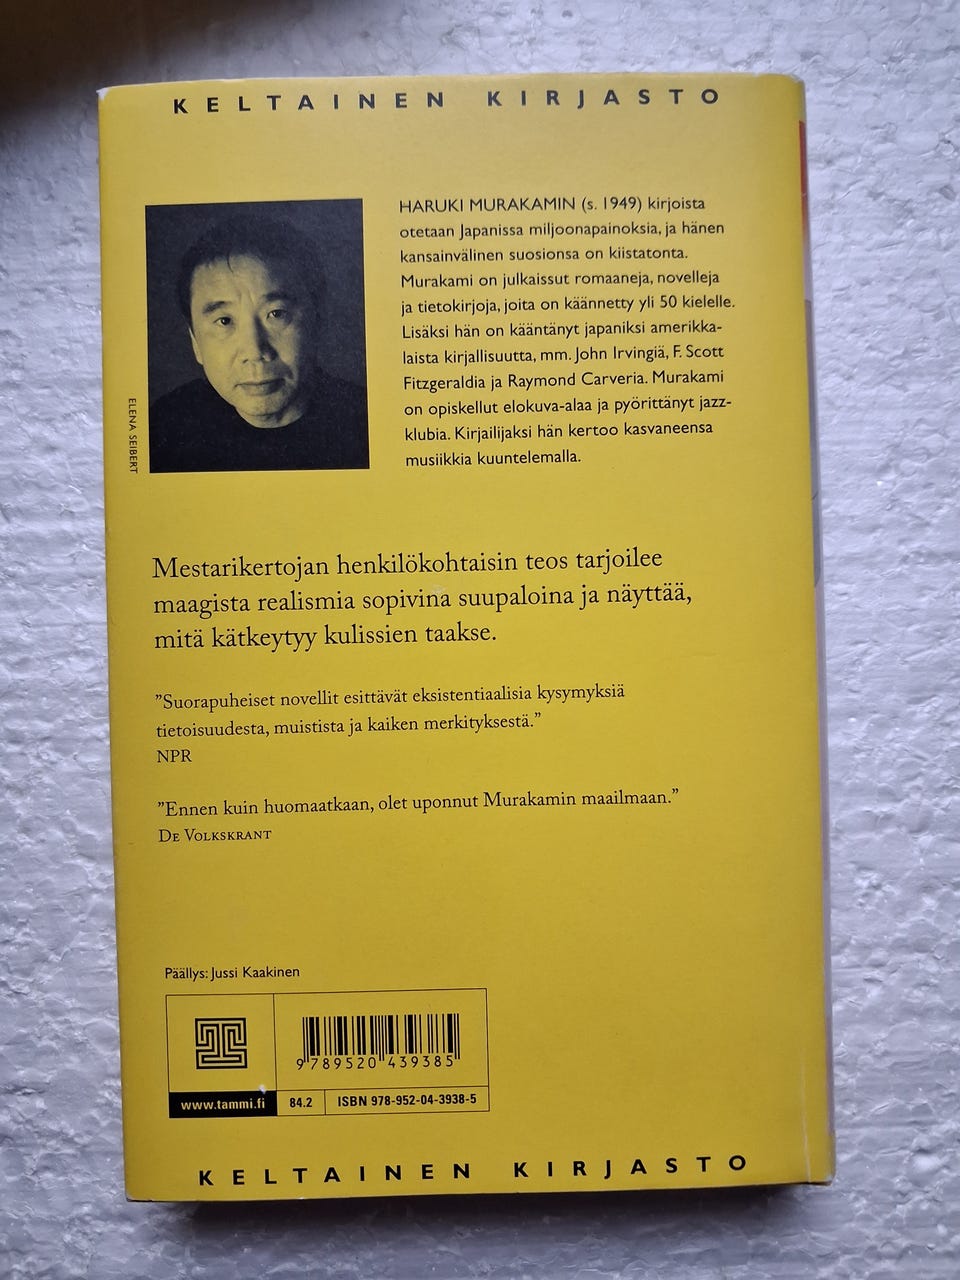 KELTAINEN KIRJASTO
HARUKI MURAKAMIN (s. 1949) kirjoista
otetaan Japanissa miljoonapainoksia, ja hänen
kansainvälinen suosionsa on kiistatonta.
Murakami on julkaissut romaaneja, novelleja
ja tietokirjoja, joita on käännetty yli 50 kielelle.
Lisäksi hän on kääntänyt japaniksi amerikka-
laista kirjallisuutta, mm. John Irvingiä, F. Scott
Fitzgeraldia ja Raymond Carveria. Murakami
on opiskellut elokuva-alaa ja pyörittänyt jazz-
klubia. Kirjailijaksi hän kertoo kasvaneensa
musiikkia kuuntelemalla.
ELENA SEIBERT
Mestarikertojan henkilökohtaisin teos tarjoilee
maagista realismia sopivina suupaloina ja näyttää,
mitä kätkeytyy kulissien taakse.
”Suorapuheiset novellit esittävät eksistentiaalisia kysymyksiä
tietoisuudesta, muistista ja kaiken merkityksestä.”
NPR
”Ennen kuin huomaatkaan, olet uponnut Murakamin maailmaan.”
DE VOLKSKRANT
Päällys: Jussi Kaakinen
9 789520 439385
www.tammi.fi 84.2 ISBN 978-952-04-3938-5
KELTAINEN KIRJASTO